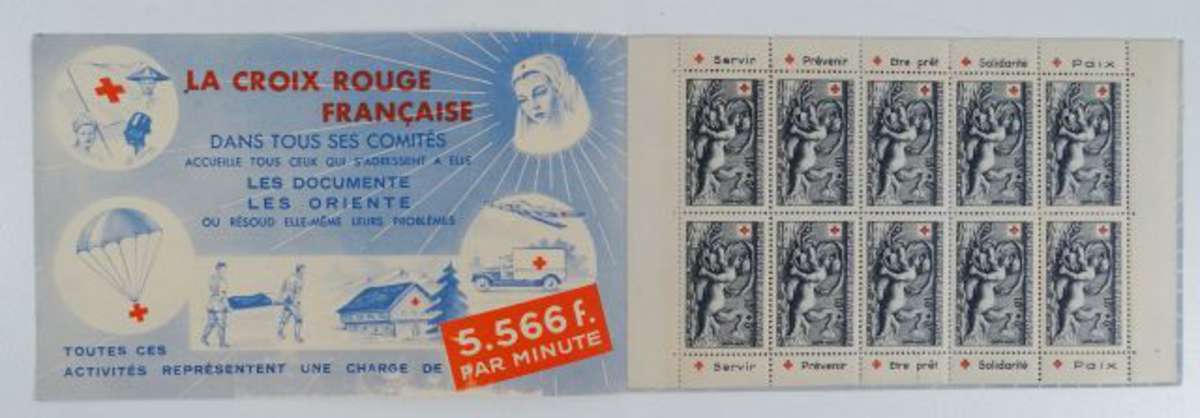 LA CROIX ROUGE
FRANÇAISE
DANS TOUS SES COMITÉS
ACCUEILLE TOUS CEUX QUI S'ADRESSENT A ELLE
LES DOCUMENTE
LES ORIENTE
OU RÉSOUD ELLE-MÊME LEURS PROBLÈMES
TOUTES CES
ACTIVITÉS REPRÉSENTENT UNE CHARGE DE
5.566 f.
PAR MINUTE
Servir Prévenir Etre prêt Solidarité Paix
Servir Prévenir Etre prêt Solidarité Paix